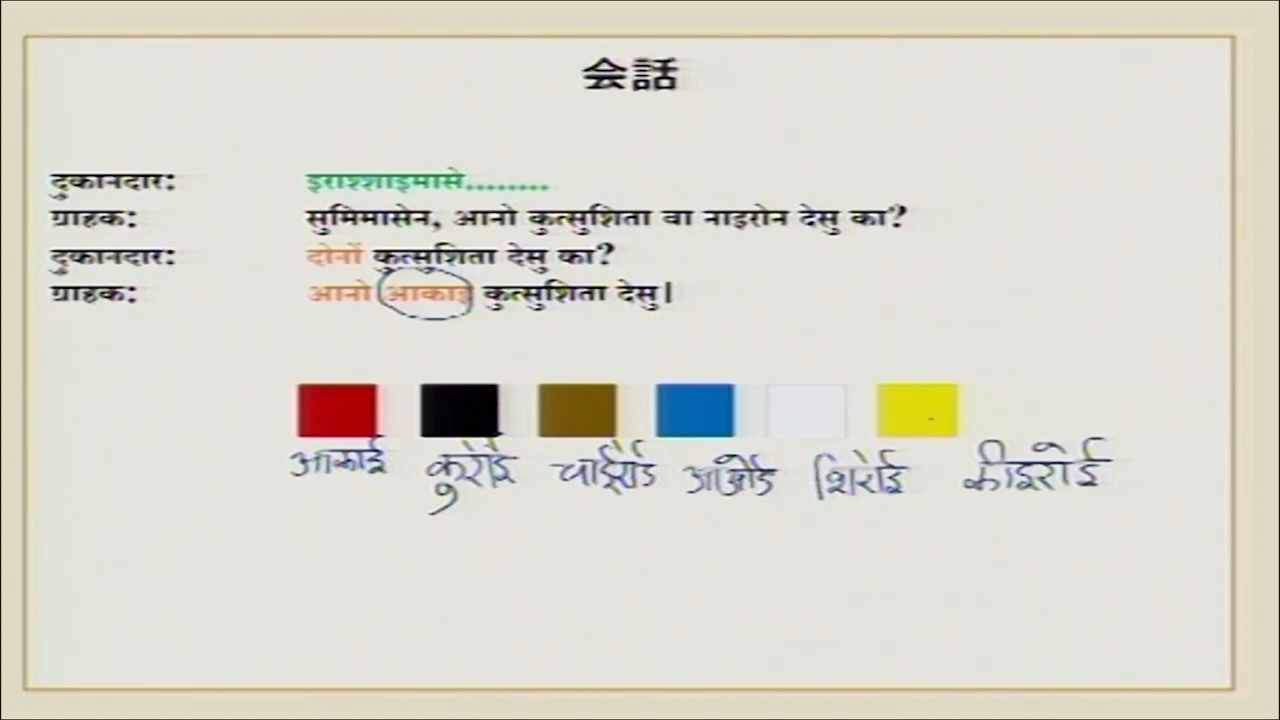 会話
दुकानदार: इराश्शाइमासे........
ग्राहक: सुमिमासेन, आनो कुत्सुशिता वा नाइरोन देसु का?
दुकानदार: दोनों कुत्सुशिता देसु का?
ग्राहक: आनो आकाइ कुत्सुशिता देसु।
आकाई कुरोई चाईरोई आओई शिरोई कीइरोई